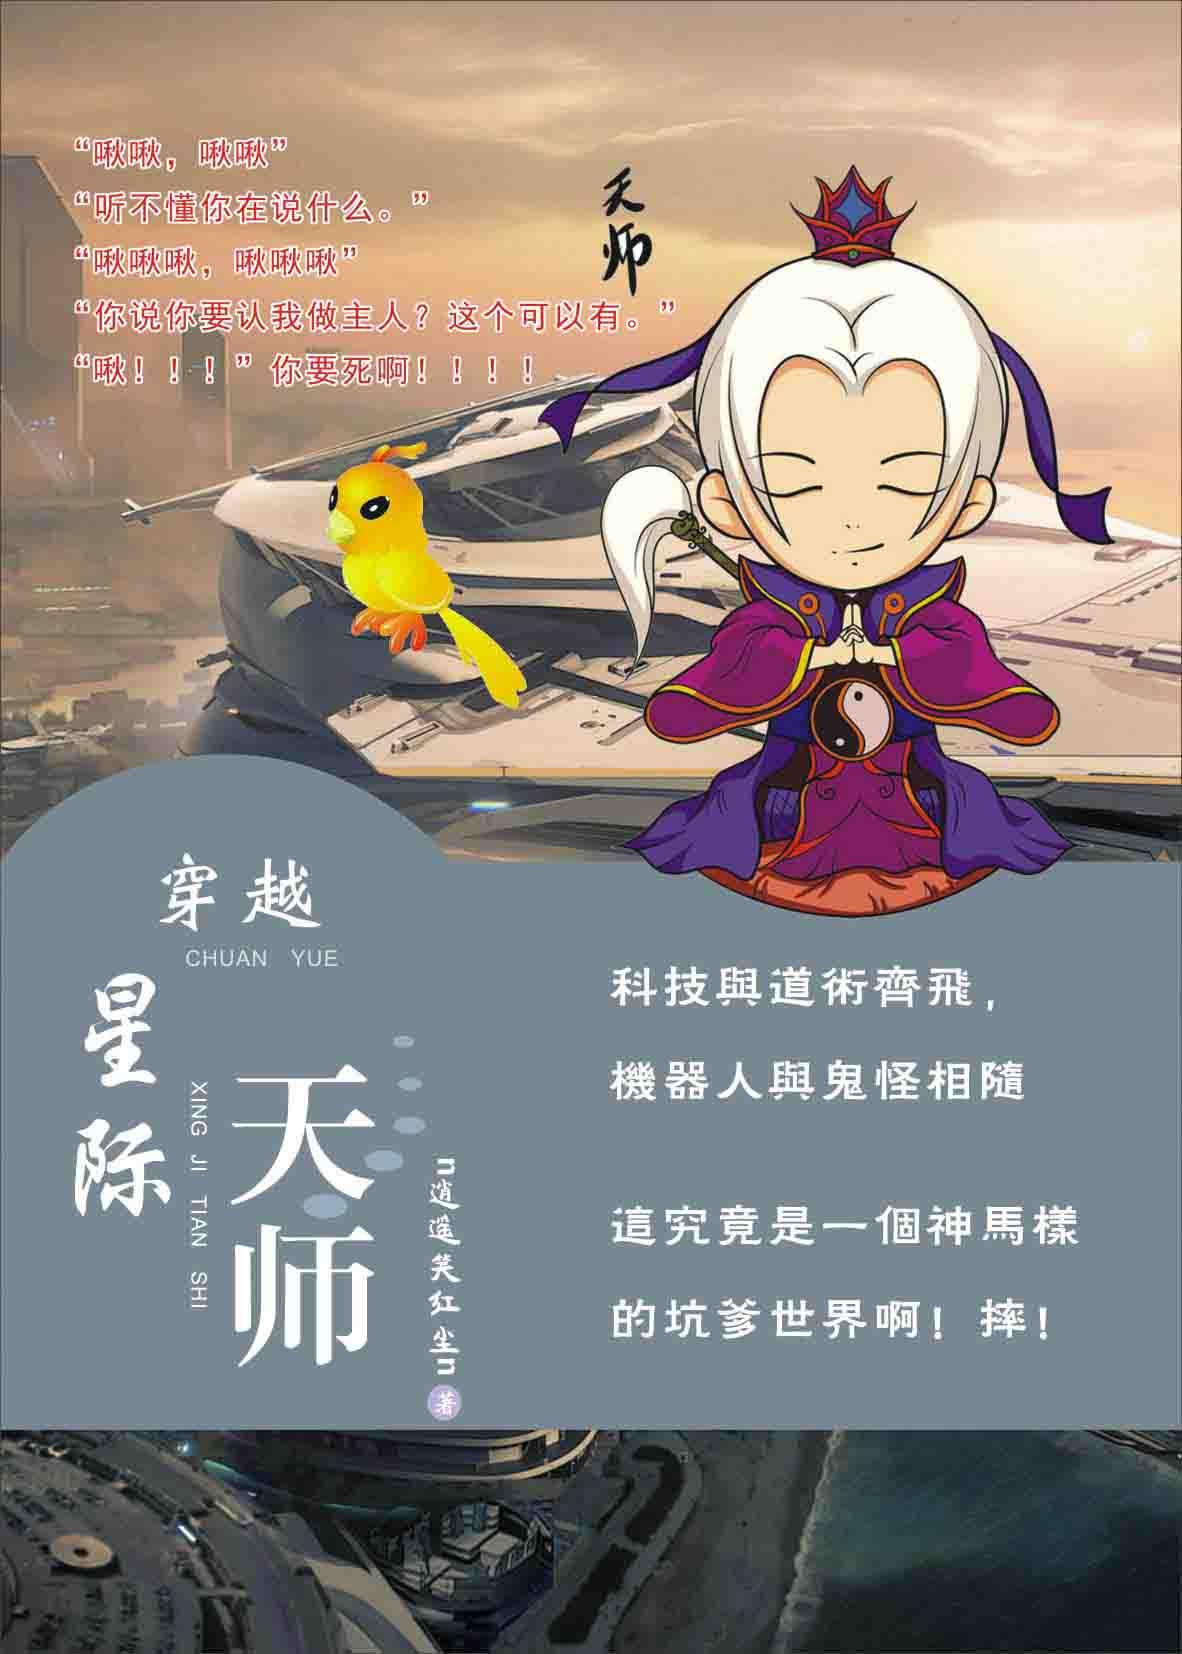 “啾啾，啾啾”
“听不懂你在说什么。”
“啾啾啾，啾啾啾”
“你说你要认我做主人？这个可以有。”
“啾！！！”你要死啊！！！！
天师
穿越
CHUAN YUE
星际
XING JI TIAN SHI
天师
n逍遥笑红尘n
著
科技與道術齊飛，
機器人與鬼怪相隨
這究竟是一個神馬樣
的坑爹世界啊！摔！